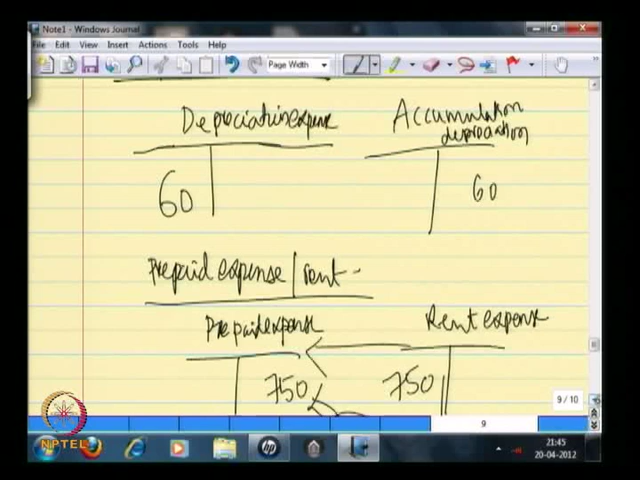 Note1 - Windows Journal
File Edit View Insert Actions Tools Help
Page Width
Depreciation expense
Accumulation
depreciation
60
60
Prepaid expense / rent -
Prepaid expense
Rent expense
750
750
9 / 10
9
NPTEL
hp
21:45
20-04-2012